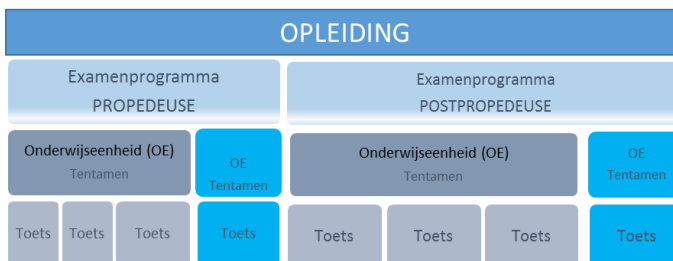 OPLEIDING
Examenprogramma
PROPEDEUSE
Examenprogramma
POSTPROPEDEUSE
Onderwijseenheid (OE)
Tentamen
OE
Tentamen
Onderwijseenheid (OE)
Tentamen
OE
Tentamen
Toets Toets Toets Toets Toets Toets Toets Toets